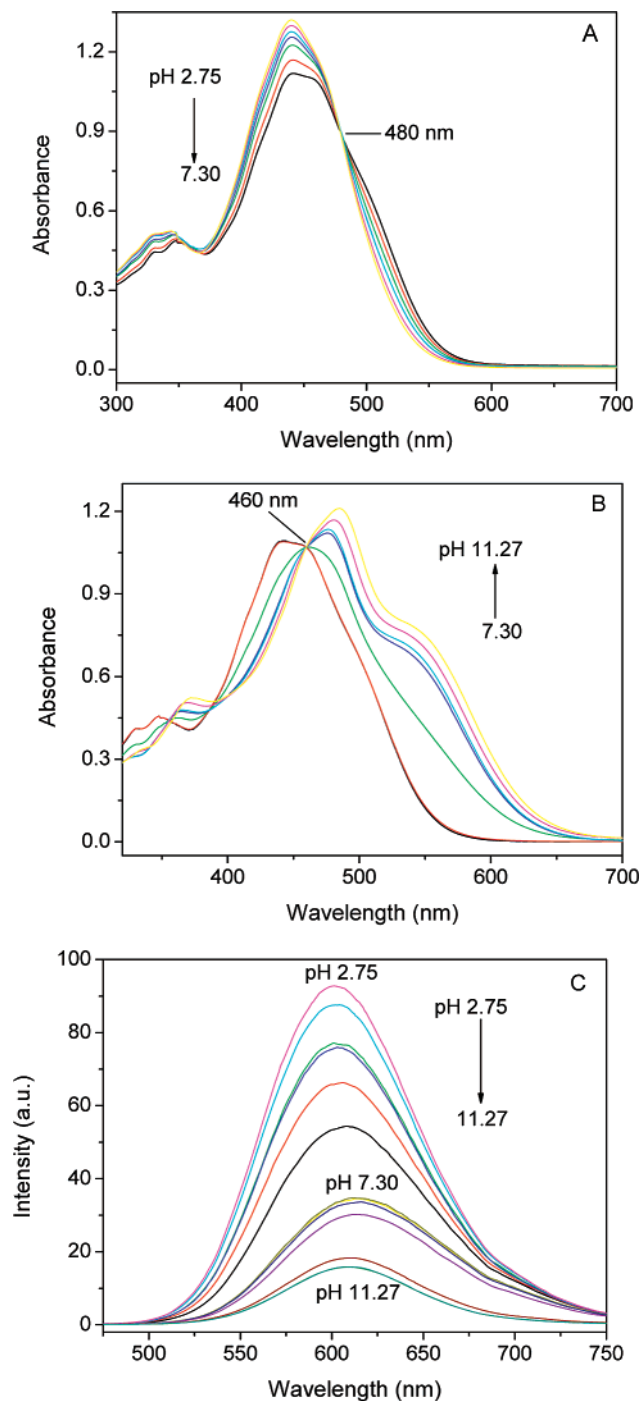 A
pH 2.75
7.30
480 nm
1.2
0.9
0.6
0.3
0.0
Absorbance
300 400 500 600 700
Wavelength (nm)
B
460 nm
pH 11.27
7.30
1.2
0.9
0.6
0.3
0.0
Absorbance
400 500 600 700
Wavelength (nm)
C
pH 2.75
pH 2.75
11.27
pH 7.30
pH 11.27
100
80
60
40
20
0
Intensity (a.u.)
500 550 600 650 700 750
Wavelength (nm)